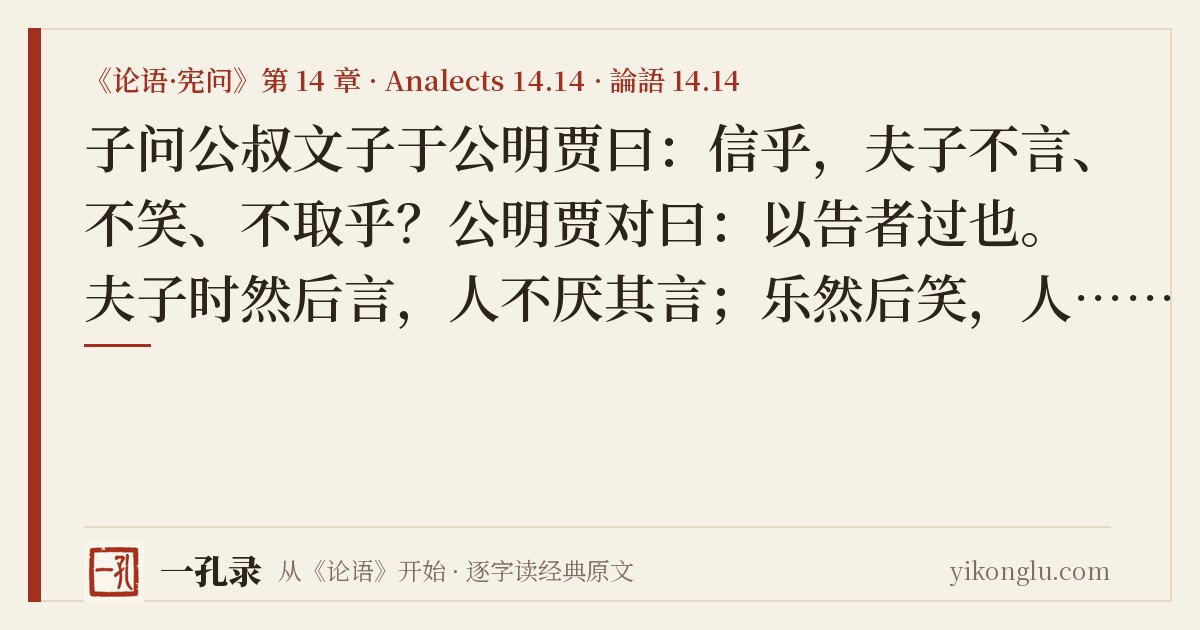 《论语·宪问》第 14 章 · Analects 14.14 · 論語 14.14
子问公叔文子于公明贾曰：信乎，夫子不言、
不笑、不取乎？公明贾对曰：以告者过也。
夫子时然后言，人不厌其言；乐然后笑，人……
一孔
一孔录 从《论语》开始 · 逐字读经典原文 yikonglu.com